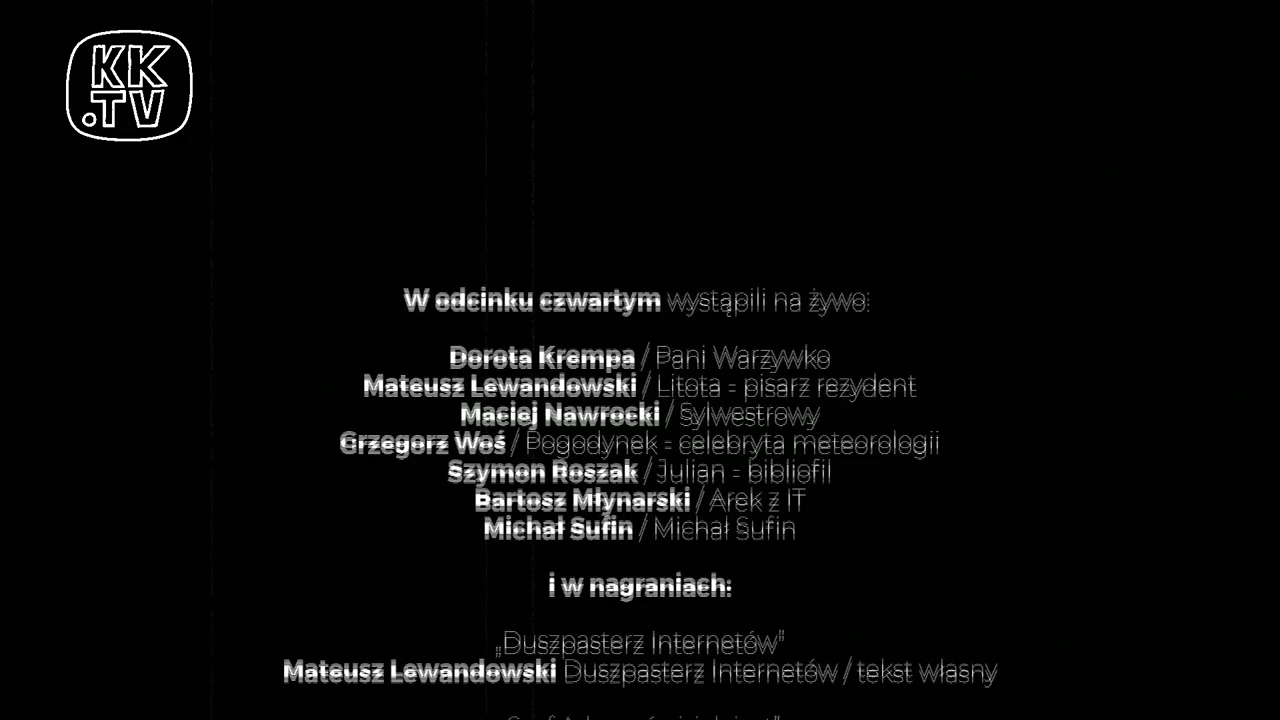 KK
.TV
W odcinku czwartym wystąpili na żywo:
Dorota Krempa / Pani Warzywko
Mateusz Lewandowski / Litota - pisarz rezydent
Maciej Nawrocki / Sylwestrowy
Grzegorz Woś / Pogodynek - celebryta meteorologii
Szymon Roszak / Julian - bibliofil
Bartosz Młynarski / Arek z IT
Michał Sufin / Michał Sufin
i w nagraniach:
„Duszpasterz Internetów”
Mateusz Lewandowski Duszpasterz Internetów / tekst własny